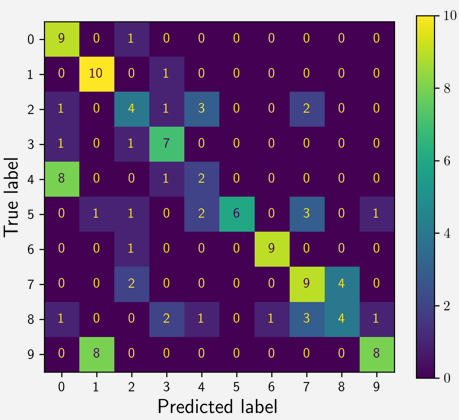 0 9 0 1 0 0 0 0 0 0 0
1 0 10 0 1 0 0 0 0 0 0
2 1 0 4 1 3 0 0 2 0 0
3 1 0 1 7 0 0 0 0 0 0
4 8 0 0 1 2 0 0 0 0 0
5 0 1 1 0 2 6 0 3 0 1
6 0 0 1 0 0 0 9 0 0 0
7 0 0 2 0 0 0 0 9 4 0
8 1 0 0 2 1 0 1 3 4 1
9 0 8 0 0 0 0 0 0 0 8
0 1 2 3 4 5 6 7 8 9
True label
Predicted label
10
8
6
4
2
0